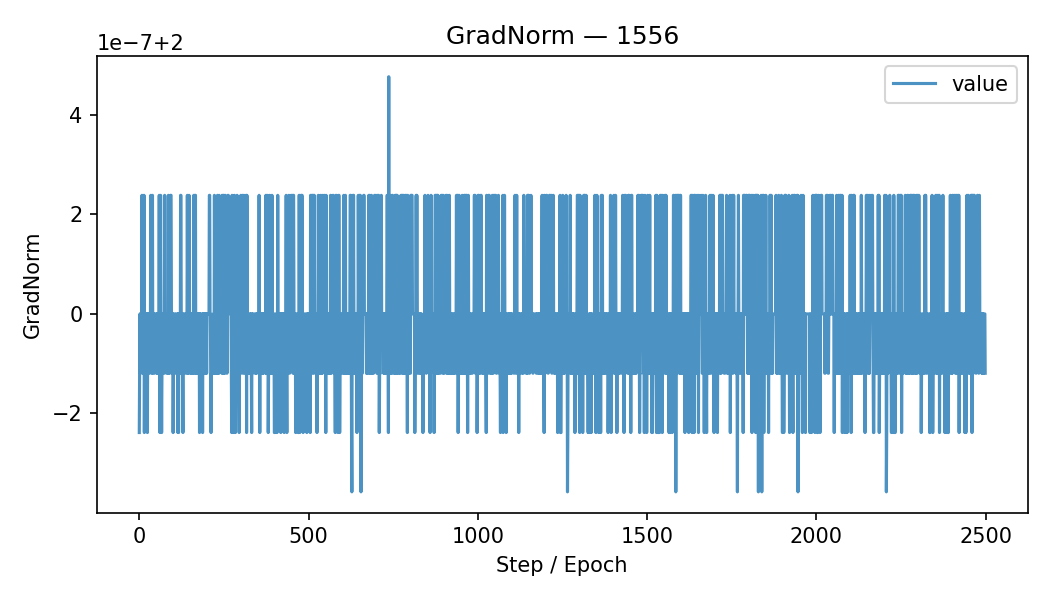 GradNorm — 1556
1e−7+2
value
4
2
0
−2
GradNorm
0 500 1000 1500 2000 2500
Step / Epoch